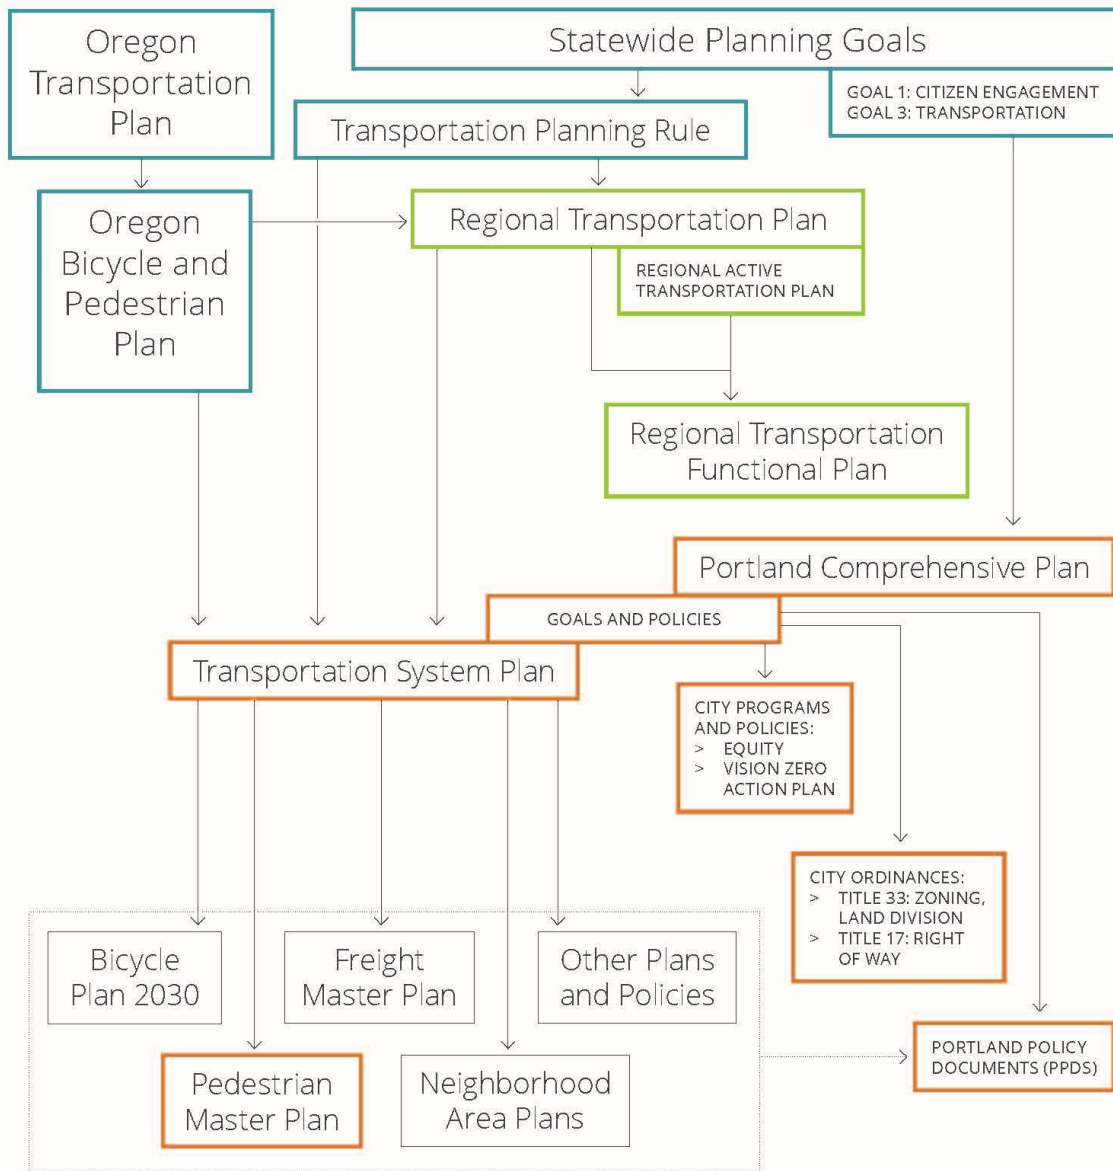 Oregon
Transportation
Plan
Statewide Planning Goals
GOAL 1: CITIZEN ENGAGEMENT
GOAL 3: TRANSPORTATION
Transportation Planning Rule
Oregon
Bicycle and
Pedestrian
Plan
Regional Transportation Plan
REGIONAL ACTIVE
TRANSPORTATION PLAN
Regional Transportation
Functional Plan
Portland Comprehensive Plan
GOALS AND POLICIES
Transportation System Plan
CITY PROGRAMS
AND POLICIES:
> EQUITY
> VISION ZERO
ACTION PLAN
CITY ORDINANCES:
> TITLE 33: ZONING,
LAND DIVISION
> TITLE 17: RIGHT
OF WAY
Bicycle
Plan 2030
Freight
Master Plan
Other Plans
and Policies
Pedestrian
Master Plan
Neighborhood
Area Plans
PORTLAND POLICY
DOCUMENTS (PPDS)